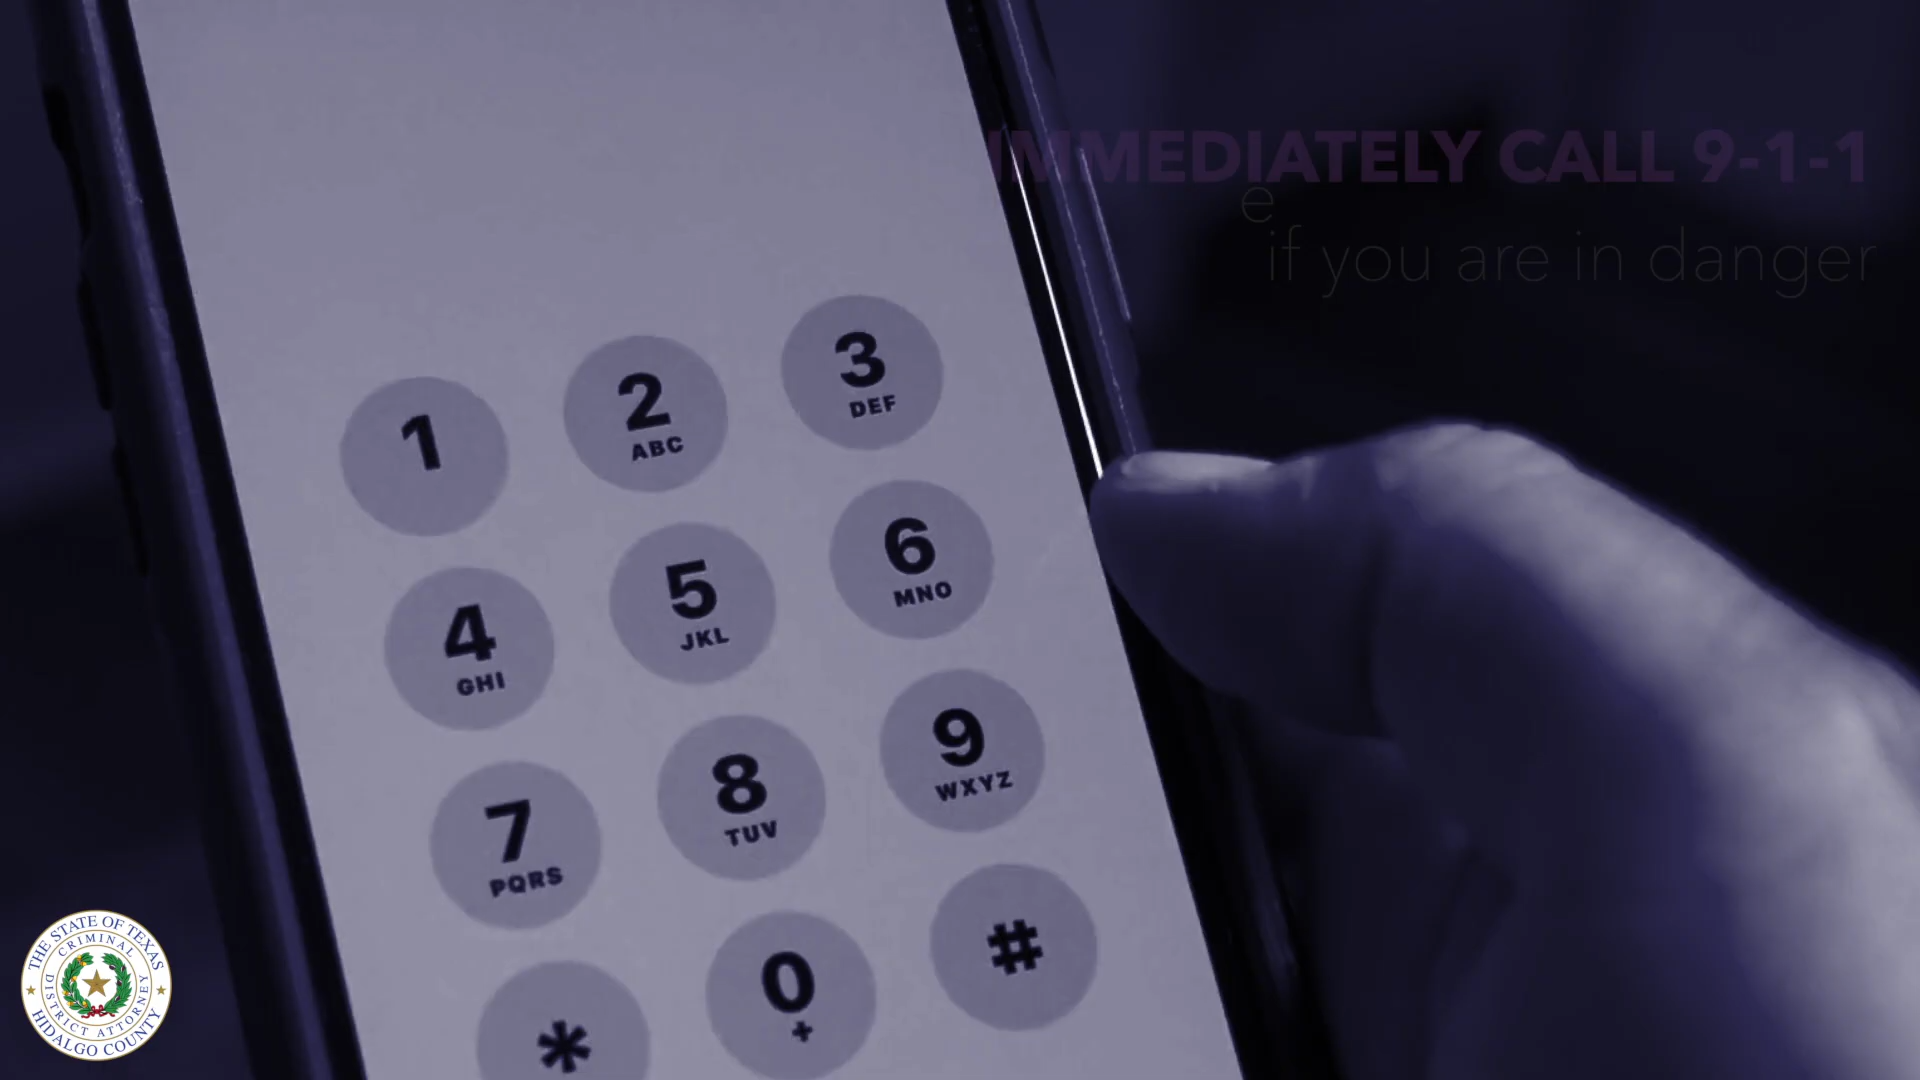 IMMEDIATELY CALL 9-1-1
e
if you are in danger
1
2
ABC
3
DEF
4
GHI
5
JKL
6
MNO
7
PQRS
8
TUV
9
WXYZ
*
0
+
#
THE STATE OF TEXAS
CRIMINAL
DISTRICT ATTORNEY
HIDALGO COUNTY